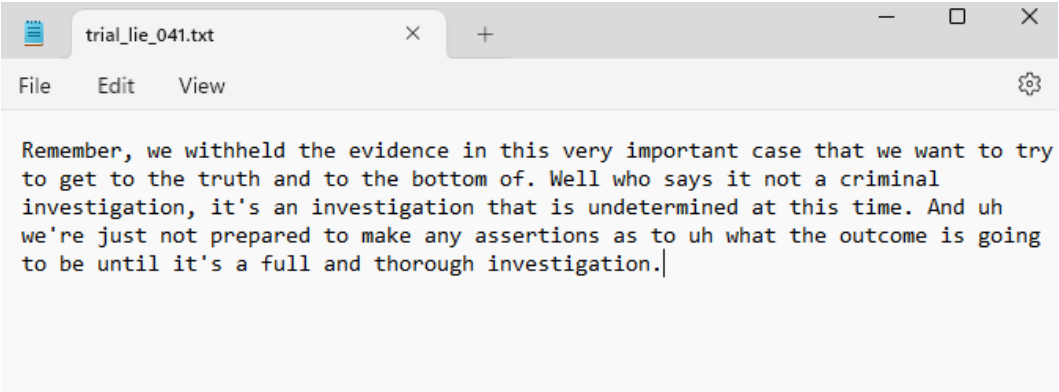 trial_lie_041.txt
File Edit View
Remember, we withheld the evidence in this very important case that we want to try
to get to the truth and to the bottom of. Well who says it not a criminal
investigation, it's an investigation that is undetermined at this time. And uh
we're just not prepared to make any assertions as to uh what the outcome is going
to be until it's a full and thorough investigation.